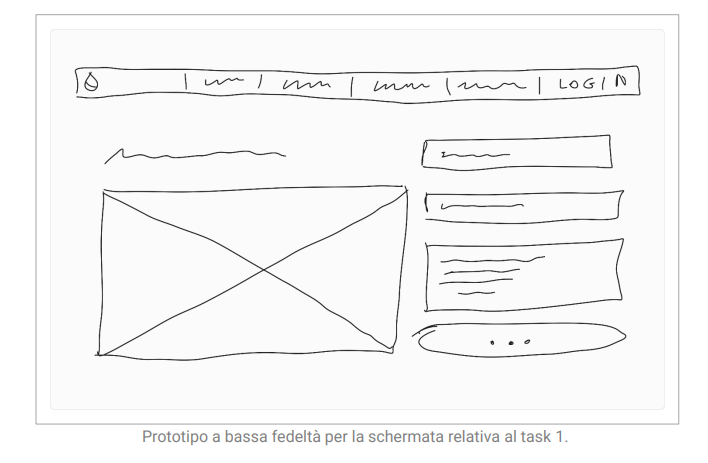 LOGIN
Prototipo a bassa fedeltà per la schermata relativa al task 1.